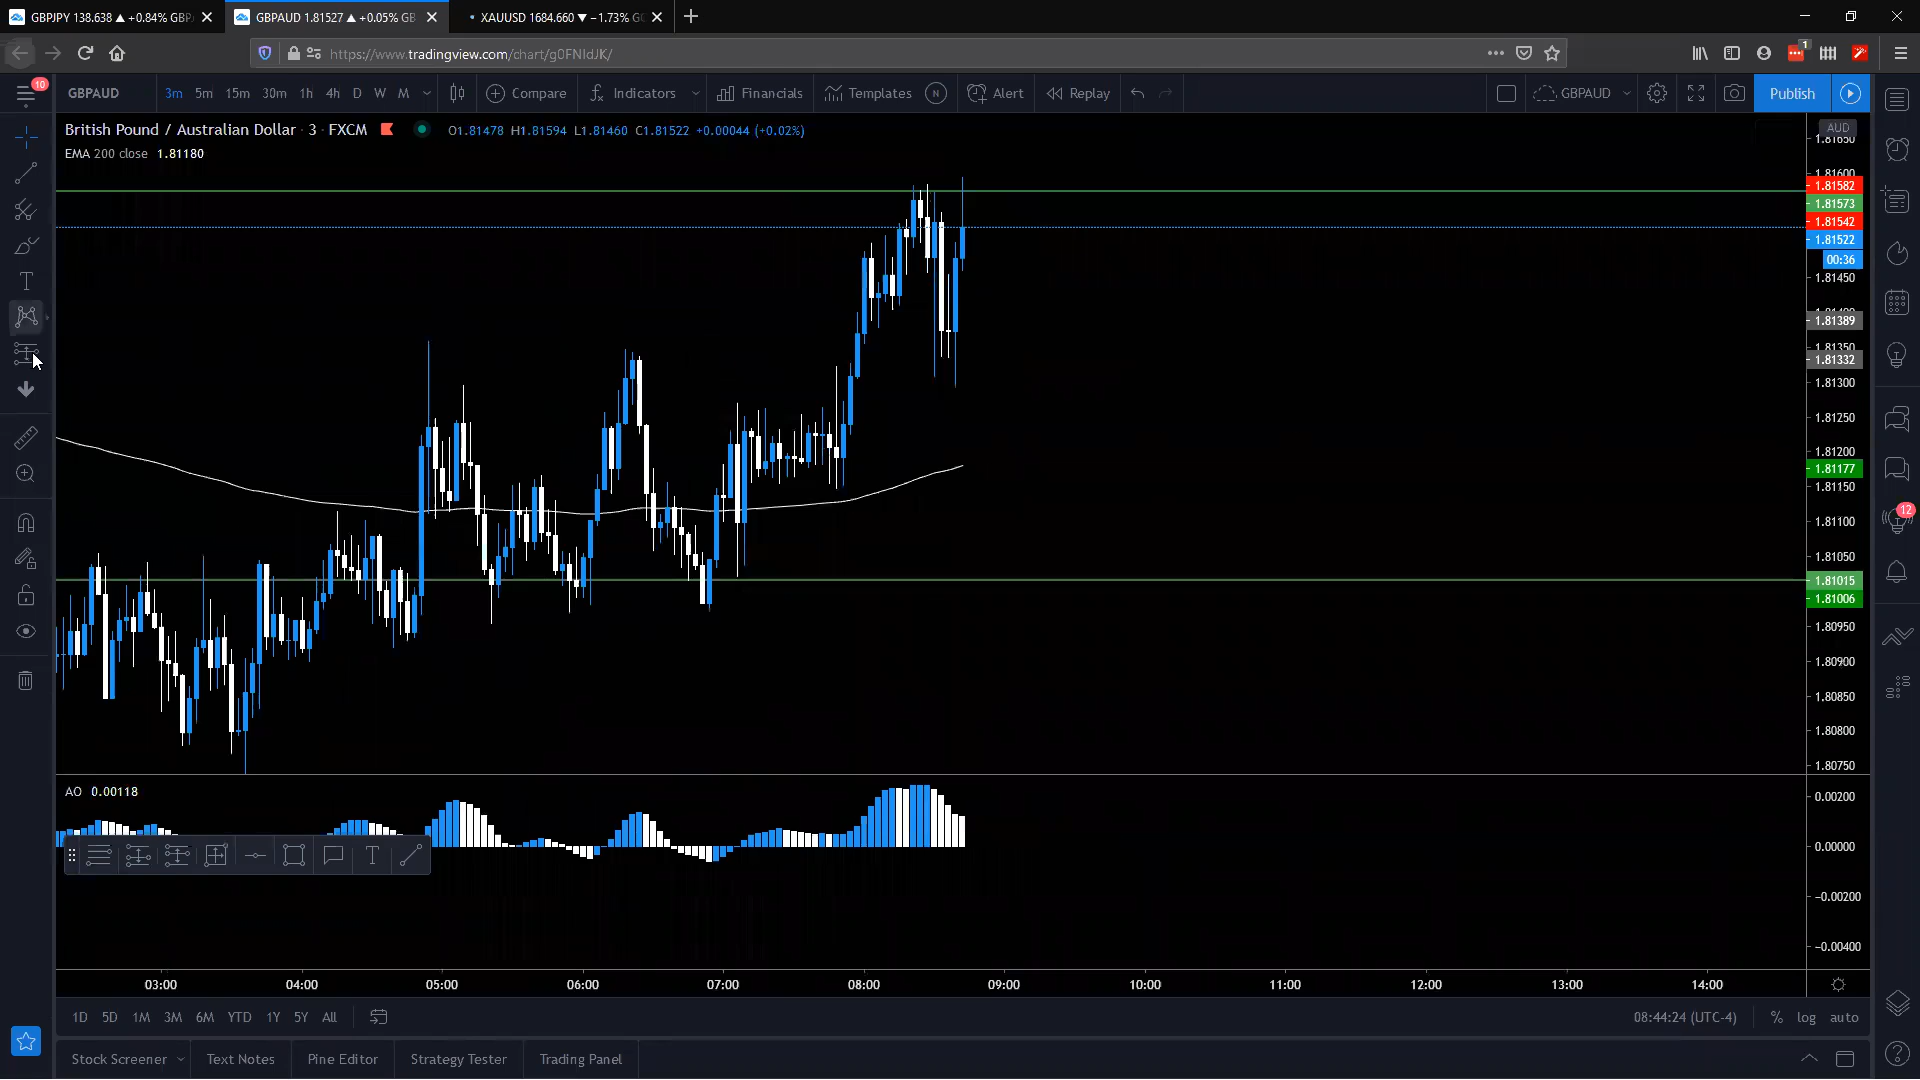 GBPJPY 138.638 ▲ +0.84% GBP
GBPAUD 1.81527 ▲ +0.05% GB
XAUUSD 1684.660 ▼ −1.73% GO
https://www.tradingview.com/chart/g0FNIdJK/
1
10
GBPAUD
3m 5m 15m 30m 1h 4h D W M
Compare
Indicators
Financials
Templates
N
Alert
Replay
GBPAUD
Publish
British Pound / Australian Dollar · 3 · FXCM
O1.81478 H1.81594 L1.81460 C1.81522 +0.00044 (+0.02%)
EMA 200 close 1.81180
AUD
1.81650
1.81600
1.81582
1.81573
1.81542
1.81522
00:36
1.81450
1.81389
1.81350
1.81332
1.81300
1.81250
1.81200
1.81177
1.81150
1.81100
1.81050
1.81015
1.81006
1.80950
1.80900
1.80850
1.80800
1.80750
12
T
AO 0.00118
0.00200
0.00000
−0.00200
−0.00400
T
03:00 04:00 05:00 06:00 07:00 08:00 09:00 10:00 11:00 12:00 13:00 14:00
1D 5D 1M 3M 6M YTD 1Y 5Y All
08:44:24 (UTC-4)
% log auto
Stock Screener Text Notes Pine Editor Strategy Tester Trading Panel